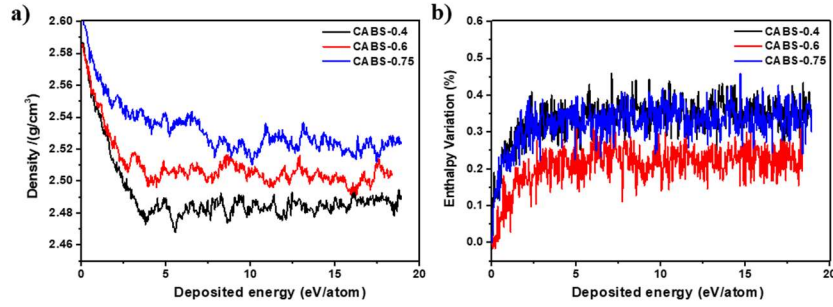 a)
2.60
2.58
2.56
2.54
2.52
2.50
2.48
2.46
Density /(g/cm³)
CABS-0.4
CABS-0.6
CABS-0.75
0 5 10 15 20
Deposited energy (eV/atom)
b)
0.6
0.5
0.4
0.3
0.2
0.1
0.0
Enthalpy Variation (%)
CABS-0.4
CABS-0.6
CABS-0.75
0 5 10 15 20
Deposited energy (eV/atom)